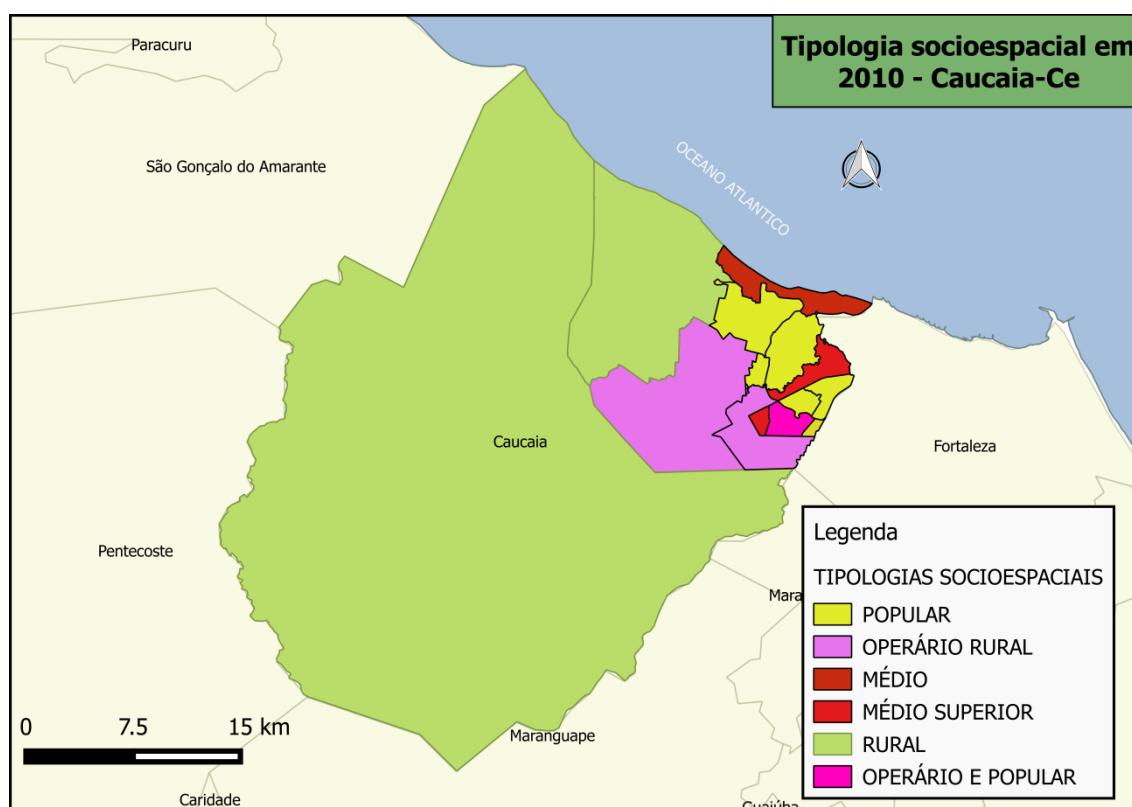 Tipologia socioespacial em
2010 - Caucaia-Ce
Paracuru
São Gonçalo do Amarante
OCEANO ATLANTICO
Caucaia
Fortaleza
Pentecoste
Mara
Maranguape
Caridade
Guaiúba
0 7.5 15 km
Legenda
TIPOLOGIAS SOCIOESPACIAIS
POPULAR
OPERÁRIO RURAL
MÉDIO
MÉDIO SUPERIOR
RURAL
OPERÁRIO E POPULAR